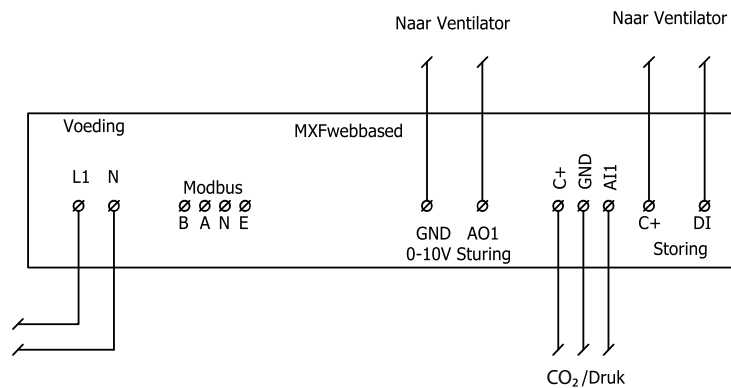 Naar Ventilator
Naar Ventilator
Voeding
MXFwebbased
L1 N
Modbus
B A N E
GND AO1
0-10V Sturing
C+ GND AI1
C+ DI
Storing
CO₂/Druk